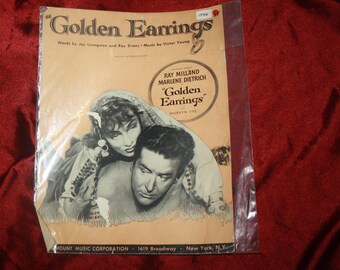 "Golden Earrings"
Words by Jay Livingston and Ray Evans • Music by Victor Young
RAY MILLAND
MARLENE DIETRICH
"Golden
Earrings"
MOUNT MUSIC CORPORATION • 1619 Broadway • New York, N.Y.